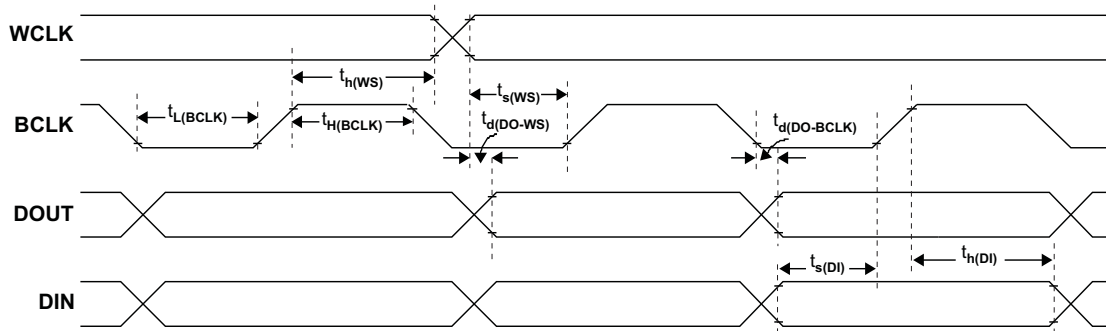 WCLK
t_h(WS)
t_s(WS)
BCLK
t_L(BCLK)
t_H(BCLK)
t_d(DO-WS)
t_d(DO-BCLK)
DOUT
t_s(DI)
t_h(DI)
DIN